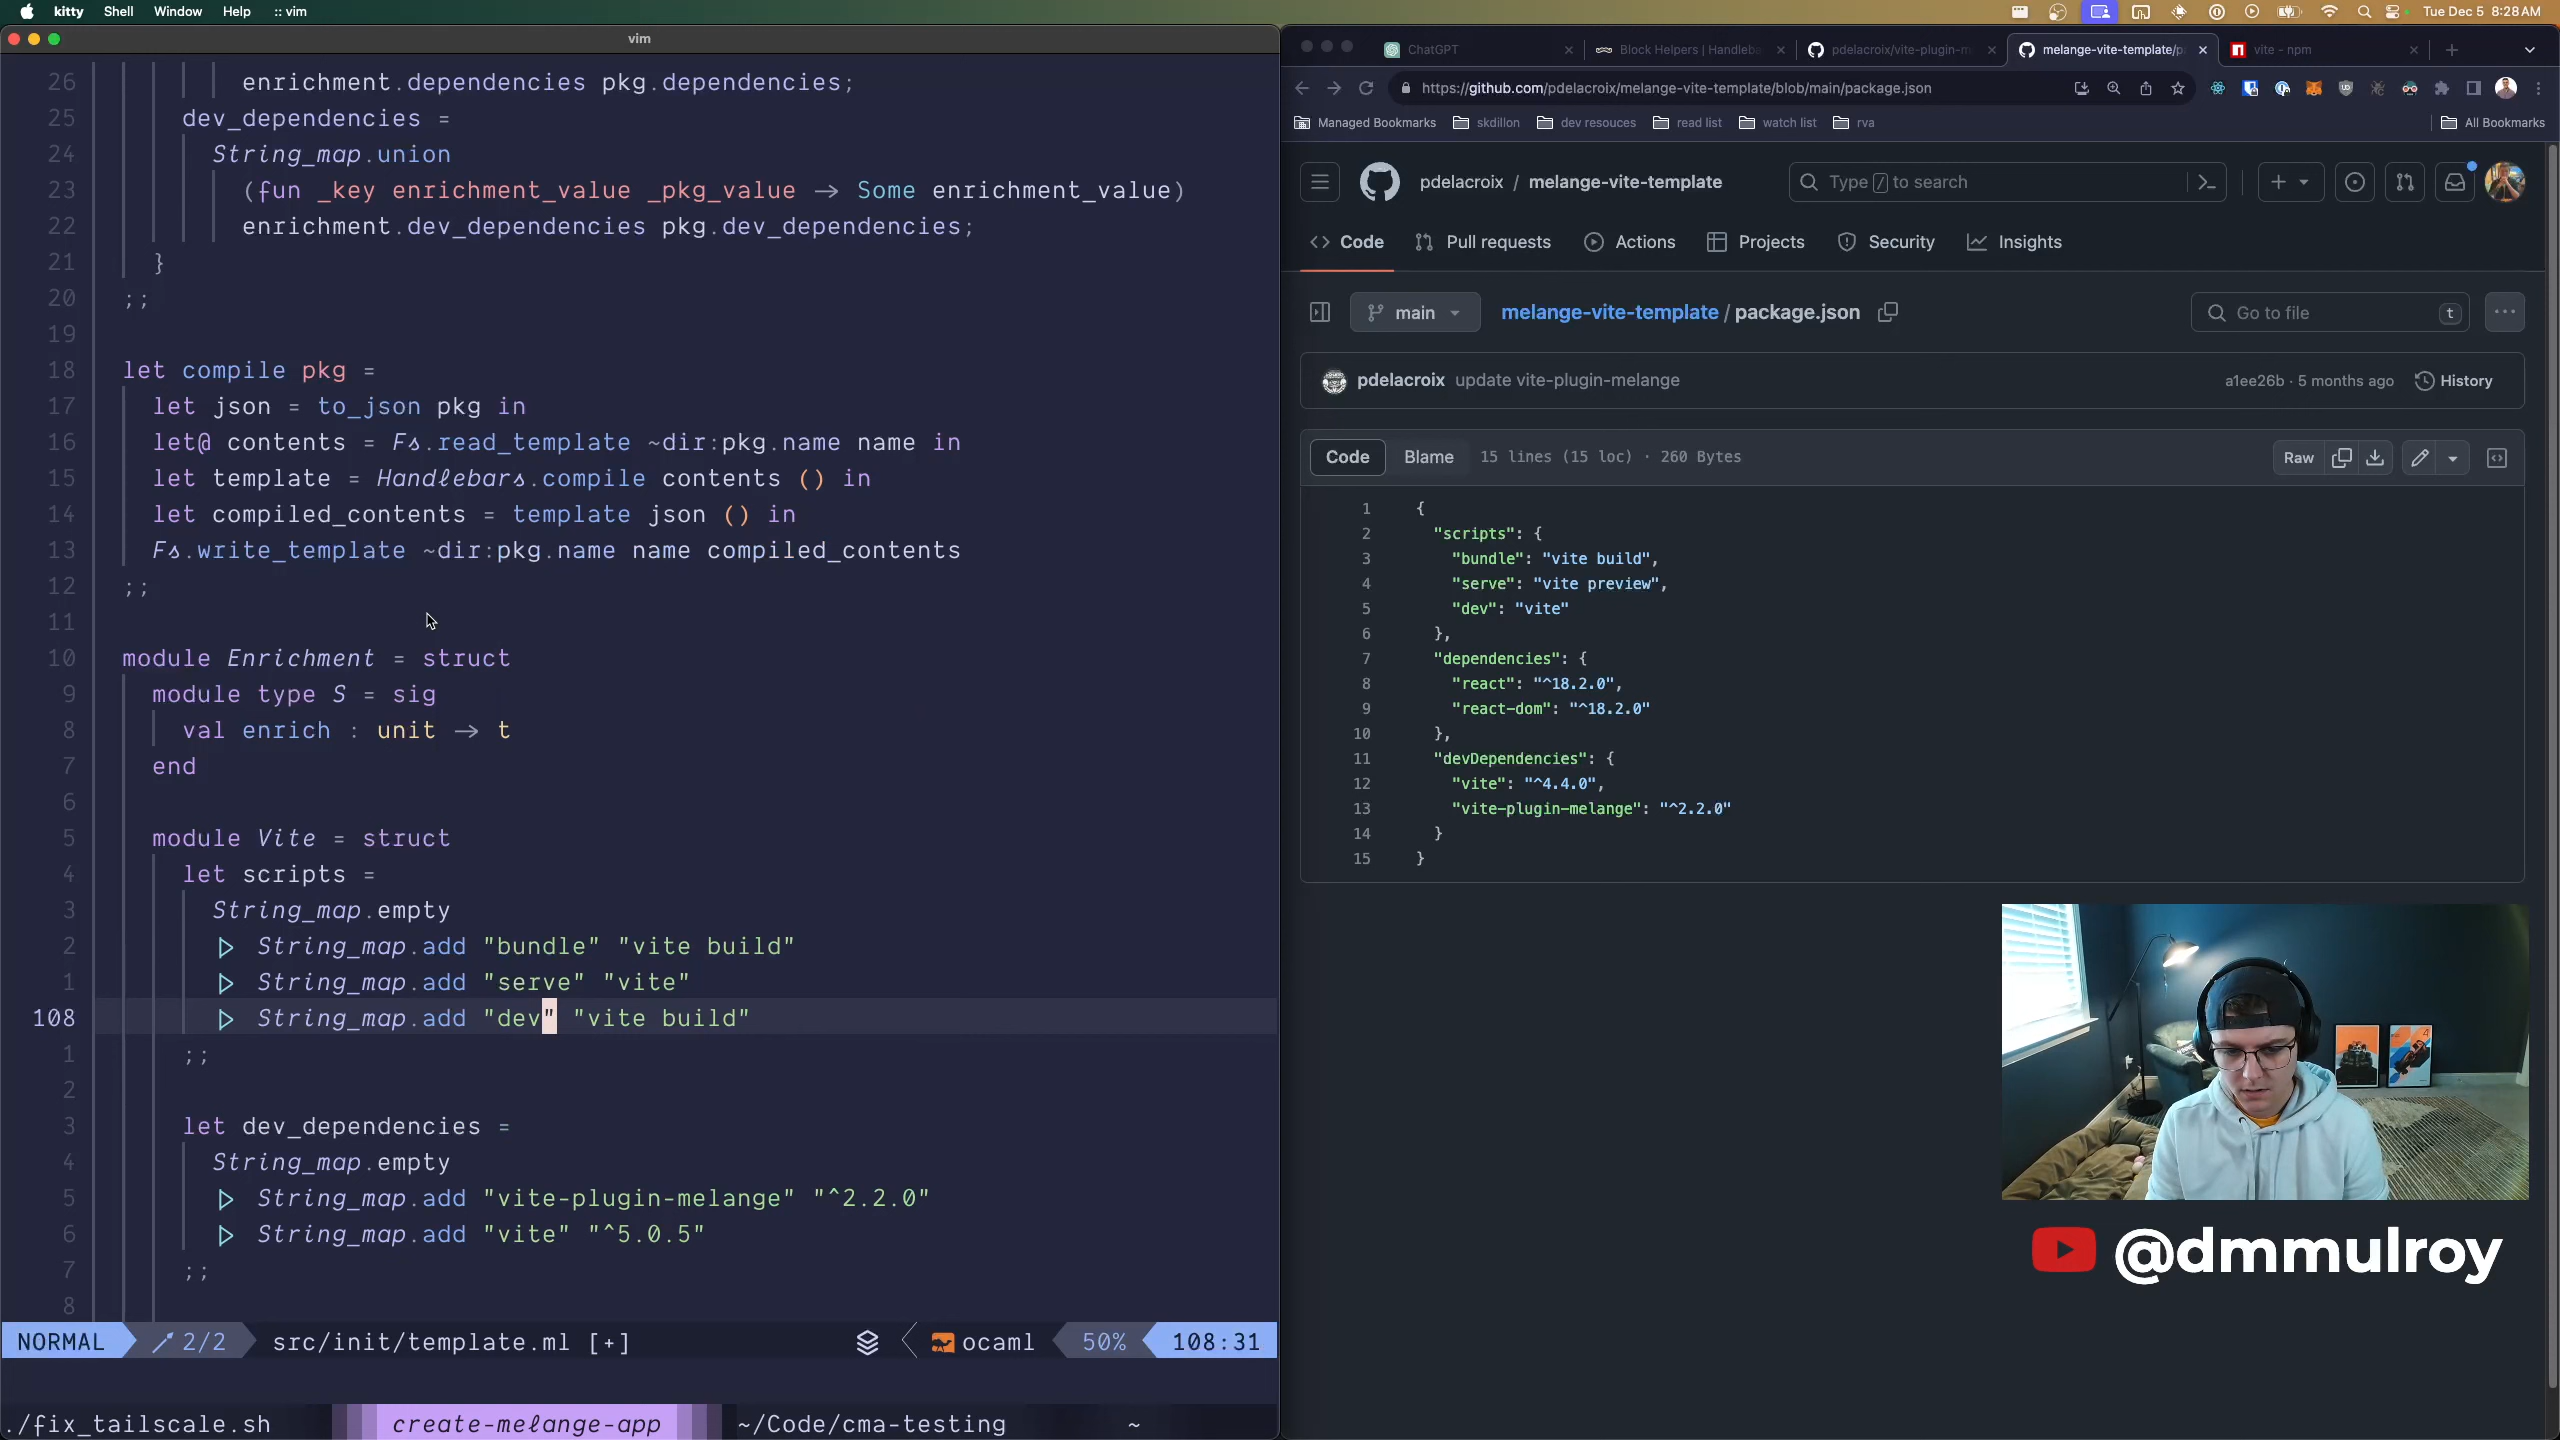 kitty Shell Window Help :: vim
Tue Dec 5 8:28 AM
vim
26 enrichment.dependencies pkg.dependencies;
25 dev_dependencies =
24 String_map.union
23 (fun _key enrichment_value _pkg_value → Some enrichment_value)
22 enrichment.dev_dependencies pkg.dev_dependencies;
21 }
20 ;;
19
18 let compile pkg =
17 let json = to_json pkg in
16 let@ contents = Fs.read_template ~dir:pkg.name name in
15 let template = Handlebars.compile contents () in
14 let compiled_contents = template json () in
13 Fs.write_template ~dir:pkg.name name compiled_contents
12 ;;
11
10 module Enrichment = struct
9 module type S = sig
8 val enrich : unit → t
7 end
6
5 module Vite = struct
4 let scripts =
3 String_map.empty
2 ▷ String_map.add "bundle" "vite build"
1 ▷ String_map.add "serve" "vite"
108 ▷ String_map.add "dev" "vite build"
1 ;;
2
3 let dev_dependencies =
4 String_map.empty
5 ▷ String_map.add "vite-plugin-melange" "^2.2.0"
6 ▷ String_map.add "vite" "^5.0.5"
7 ;;
8
NORMAL 2/2 src/init/template.ml [+] ocaml 50% 108:31
./fix_tailscale.sh create-melange-app ~/Code/cma-testing ~
ChatGPT Block Helpers | Handleba pdelacroix/vite-plugin-m melange-vite-template/p vite - npm
https://github.com/pdelacroix/melange-vite-template/blob/main/package.json
Managed Bookmarks skdillon dev resouces read list watch list rva All Bookmarks
pdelacroix / melange-vite-template Type / to search
Code Pull requests Actions Projects Security Insights
main melange-vite-template / package.json Go to file t
pdelacroix update vite-plugin-melange a1ee26b · 5 months ago History
Code Blame 15 lines (15 loc) · 260 Bytes Raw
1 {
2 "scripts": {
3 "bundle": "vite build",
4 "serve": "vite preview",
5 "dev": "vite"
6 },
7 "dependencies": {
8 "react": "^18.2.0",
9 "react-dom": "^18.2.0"
10 },
11 "devDependencies": {
12 "vite": "^4.4.0",
13 "vite-plugin-melange": "^2.2.0"
14 }
15 }
@dmmulroy